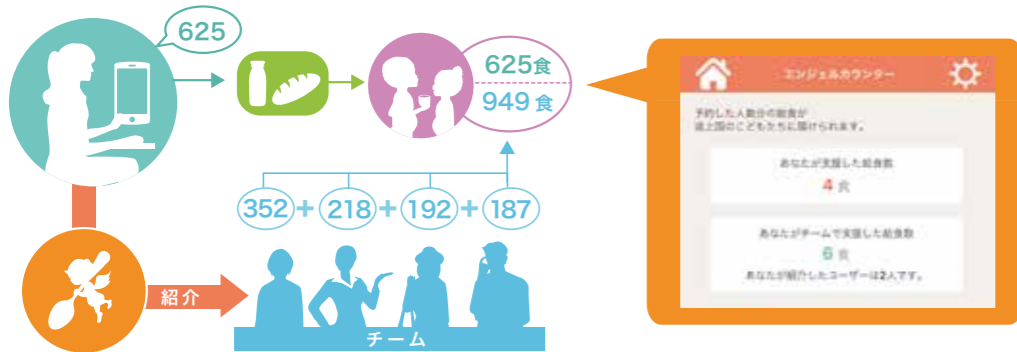 625
625食
949食
352+218+192+187
紹介
チーム
エンジェルカウンター
予約した人数分の給食が
途上国のこどもたちに届けられます。
あなたが支援した給食数
4 食
あなたがチームで支援した給食数
6 食
あなたが紹介したユーザーは2人です。